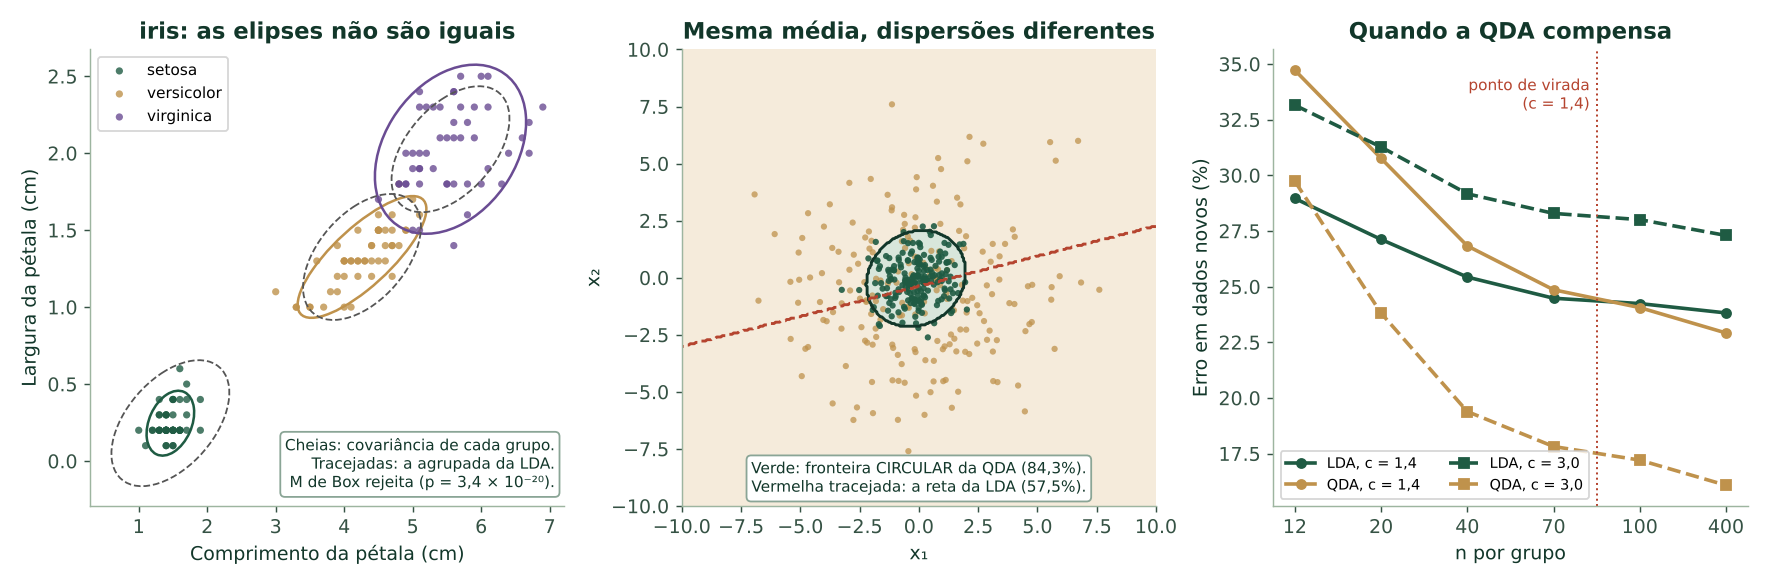 iris: as elipses não são iguais
setosa
versicolor
virginica
2.5
2.0
1.5
1.0
0.5
0.0
Largura da pétala (cm)
Cheias: covariância de cada grupo.
Tracejadas: a agrupada da LDA.
M de Box rejeita (p = 3,4 × 10⁻²⁰).
1 2 3 4 5 6 7
Comprimento da pétala (cm)
Mesma média, dispersões diferentes
10.0
7.5
5.0
2.5
0.0
−2.5
−5.0
−7.5
−10.0
x₂
Verde: fronteira CIRCULAR da QDA (84,3%).
Vermelha tracejada: a reta da LDA (57,5%).
−10.0 −7.5 −5.0 −2.5 0.0 2.5 5.0 7.5 10.0
x₁
Quando a QDA compensa
35.0
32.5
30.0
27.5
25.0
22.5
20.0
17.5
Erro em dados novos (%)
ponto de virada
(c = 1,4)
LDA, c = 1,4
QDA, c = 1,4
LDA, c = 3,0
QDA, c = 3,0
12 20 40 70 100 400
n por grupo